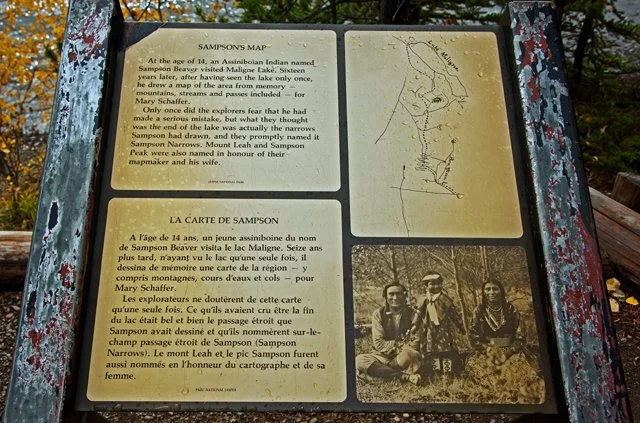 SAMPSON'S MAP
At the age of 14, an Assiniboian Indian named
Sampson Beaver visited Maligne Lake. Sixteen
years later, after having seen the lake only once,
he drew a map of the area from memory —
mountains, streams and passes included — for
Mary Schaffer.
Only once did the explorers fear that he had
made a serious mistake, but what they thought
was the end of the lake was actually the narrows
Sampson had drawn, and they promptly named it
Sampson Narrows. Mount Leah and Sampson
Peak were also named in honour of their
mapmaker and his wife.
JASPER NATIONAL PARK
LA CARTE DE SAMPSON
A l'âge de 14 ans, un jeune assiniboine du nom
de Sampson Beaver visita le lac Maligne. Seize ans
plus tard, n'ayant vu le lac qu'une seule fois, il
dessina de mémoire une carte de la région — y
compris montagnes, cours d'eaux et cols — pour
Mary Schaffer.
Les explorateurs ne doutèrent de cette carte
qu'une seule fois. Ce qu'ils avaient cru être la fin
du lac était bel et bien le passage étroit que
Sampson avait dessiné et qu'ils nommèrent sur-le-
champ passage étroit de Sampson (Sampson
Narrows). Le mont Leah et le pic Sampson furent
aussi nommés en l'honneur du cartographe et de sa
femme.
PARC NATIONAL JASPER
Lake Maligne